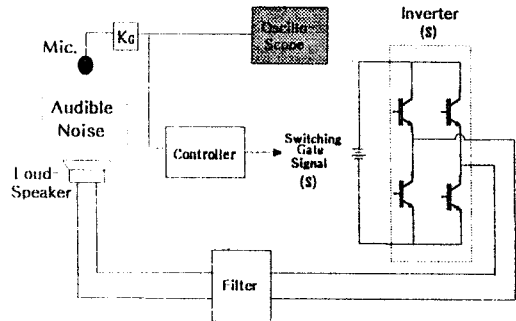 Mic.
KG
Oscillo
Scope
Inverter
(S)
Audible
Noise
Controller
Switching
Gate
Signal
(S)
Loud-
Speaker
Filter